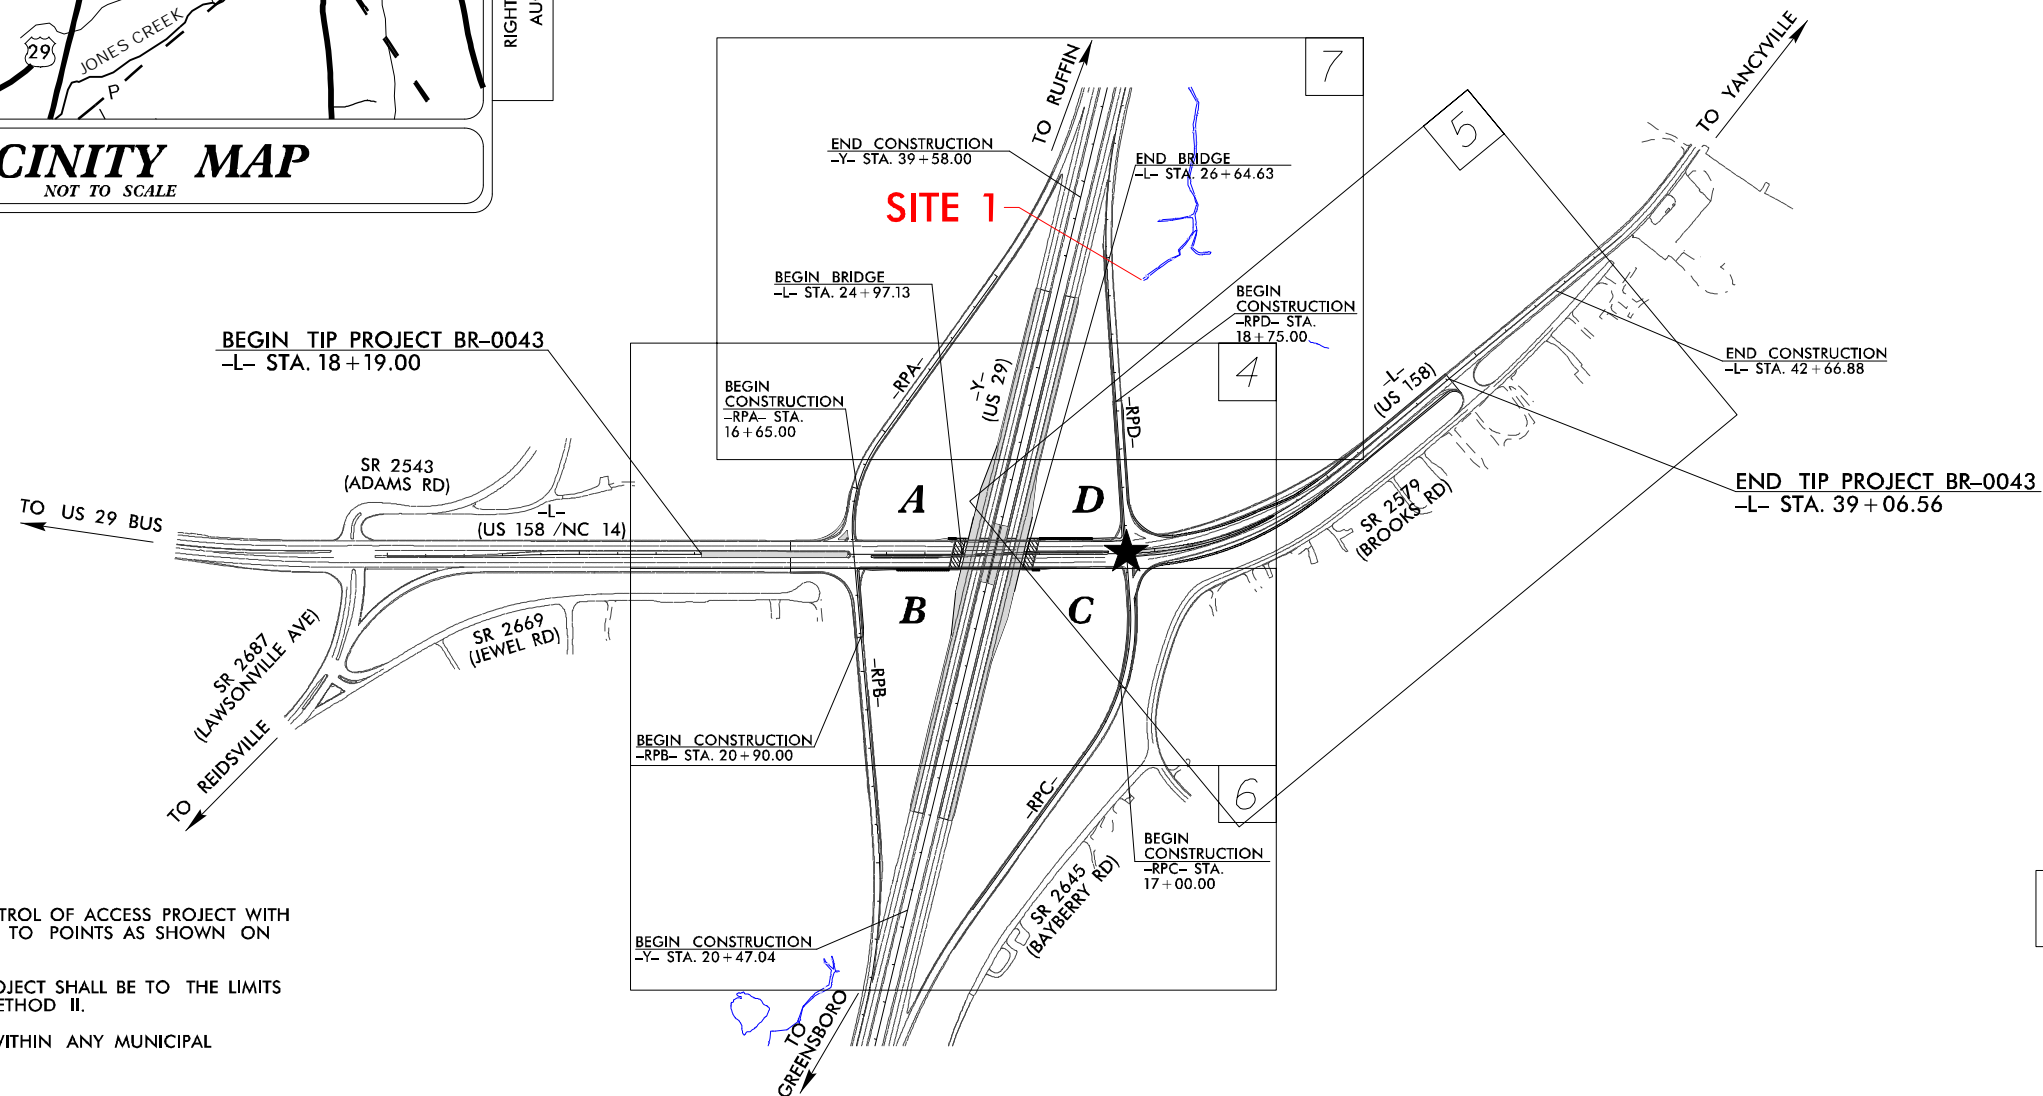 29
JONES CREEK
P
RIGHT
AU
CINITY MAP
NOT TO SCALE
7
TO RUFFIN
END CONSTRUCTION
-Y- STA. 39+58.00
END BRIDGE
-L- STA. 26+64.63
SITE 1
5
TO YANCYVILLE
BEGIN BRIDGE
-L- STA. 24+97.13
BEGIN
CONSTRUCTION
-RPD- STA.
18+75.00
BEGIN TIP PROJECT BR-0043
-L- STA. 18+19.00
4
END CONSTRUCTION
-L- STA. 42+66.88
BEGIN
CONSTRUCTION
-RPA- STA.
16+65.00
-RPA-
-Y-
(US 29)
-RPD-
-L-
(US 158)
SR 2543
(ADAMS RD)
TO US 29 BUS
-L-
(US 158 /NC 14)
A
D
SR 2579
(BROOKS RD)
END TIP PROJECT BR-0043
-L- STA. 39+06.56
B
C
SR 2687
(LAWSONVILLE AVE)
SR 2669
(JEWEL RD)
-RPB-
TO REIDSVILLE
BEGIN CONSTRUCTION
-RPB- STA. 20+90.00
-RPC-
6
BEGIN
CONSTRUCTION
-RPC- STA.
17+00.00
SR 2645
(BAYBERRY RD)
BEGIN CONSTRUCTION
-Y- STA. 20+47.04
TO
GREENSBORO
TROL OF ACCESS PROJECT WITH
TO POINTS AS SHOWN ON
OJECT SHALL BE TO THE LIMITS
ETHOD II.
WITHIN ANY MUNICIPAL